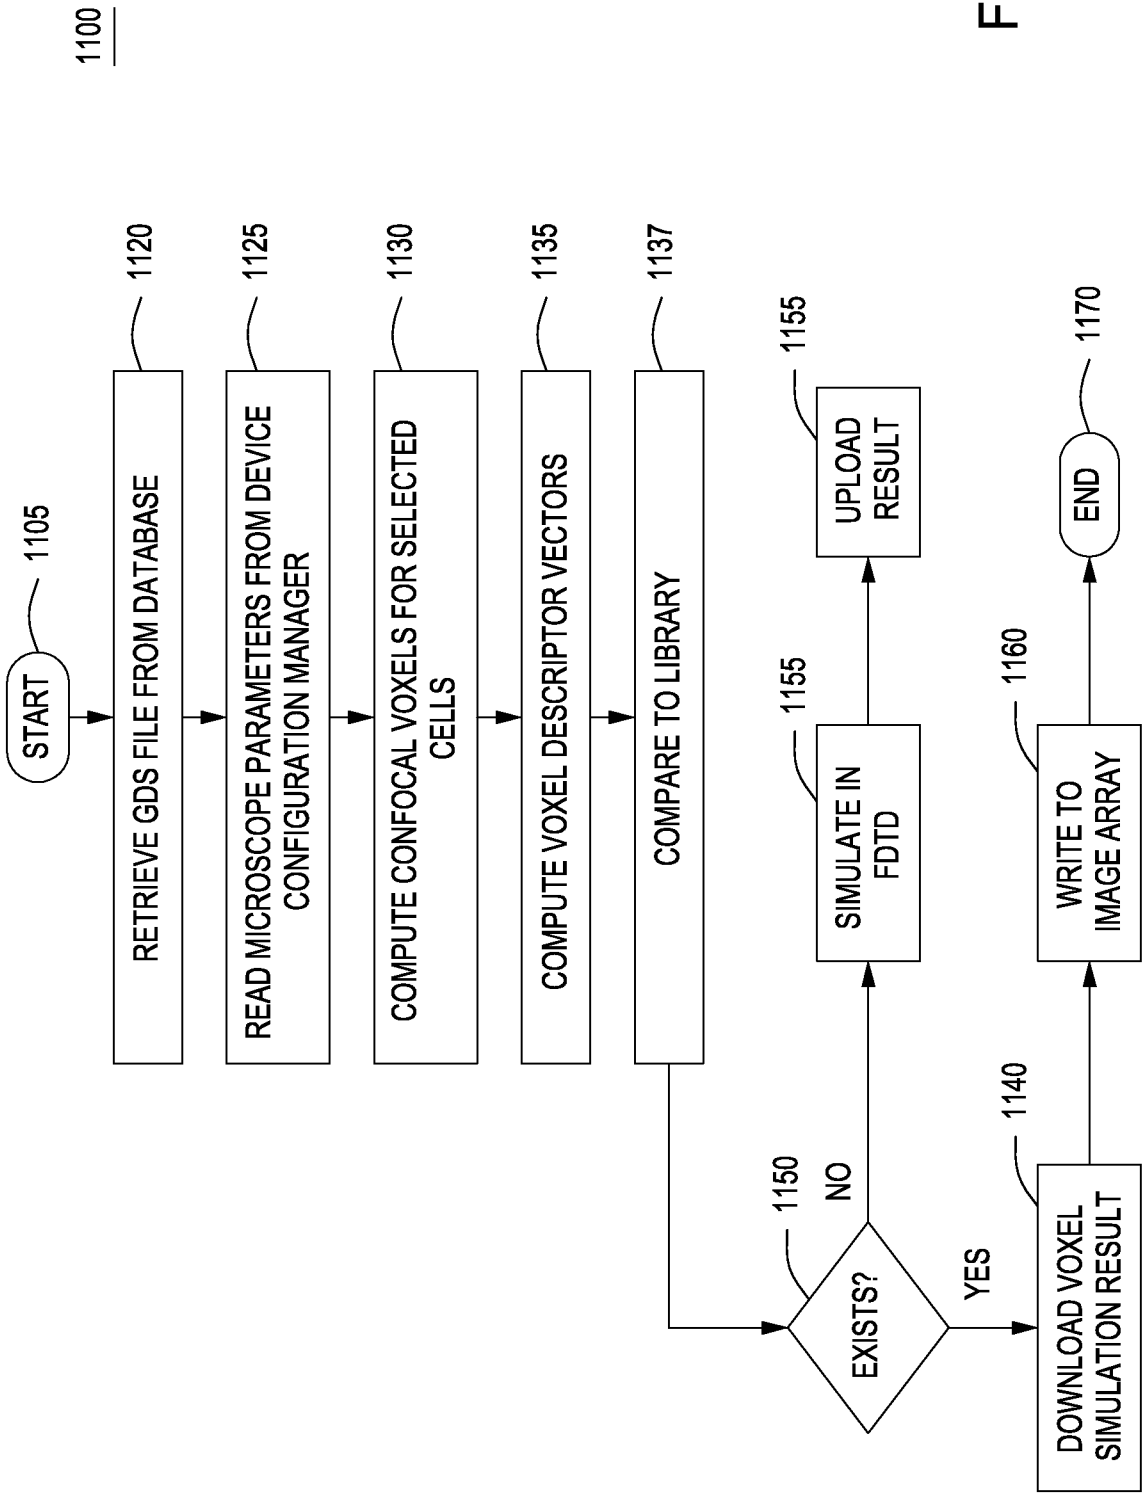 1100
START
1105
RETRIEVE GDS FILE FROM DATABASE
1120
READ MICROSCOPE PARAMETERS FROM DEVICE
CONFIGURATION MANAGER
1125
COMPUTE CONFOCAL VOXELS FOR SELECTED
CELLS
1130
COMPUTE VOXEL DESCRIPTOR VECTORS
1135
COMPARE TO LIBRARY
1137
EXISTS?
1150
NO
SIMULATE IN
FDTD
1155
UPLOAD
RESULT
1155
YES
DOWNLOAD VOXEL
SIMULATION RESULT
1140
WRITE TO
IMAGE ARRAY
1160
END
1170
F